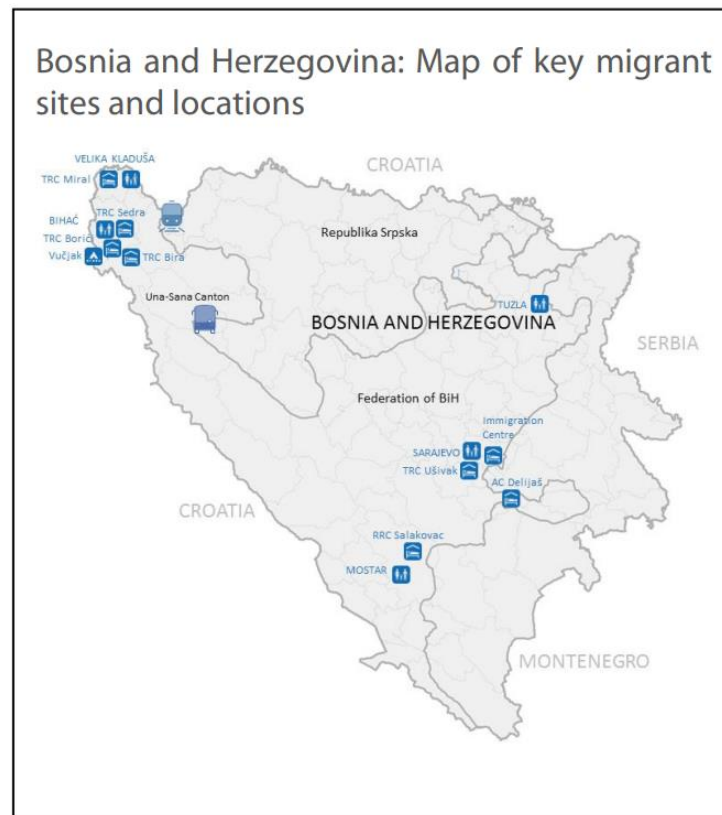 Bosnia and Herzegovina: Map of key migrant
sites and locations
VELIKA KLADUŠA
CROATIA
TRC Miral
TRC Sedra
BIHAĆ
Republika Srpska
TRC Borić
Vučjak
TRC Bira
Una-Sana Canton
TUZLA
BOSNIA AND HERZEGOVINA
SERBIA
Federation of BiH
Immigration
Centre
SARAJEVO
TRC Ušivak
AC Delijaš
CROATIA
RRC Salakovac
MOSTAR
MONTENEGRO